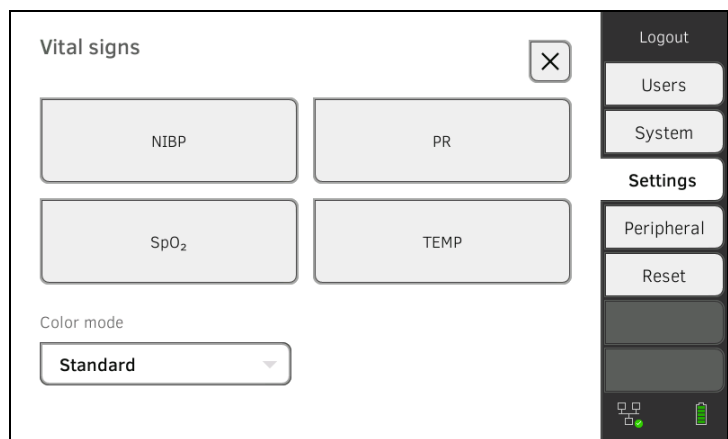 Vital signs
NIBP
PR
SpO₂
TEMP
Color mode
Standard
Logout
Users
System
Settings
Peripheral
Reset